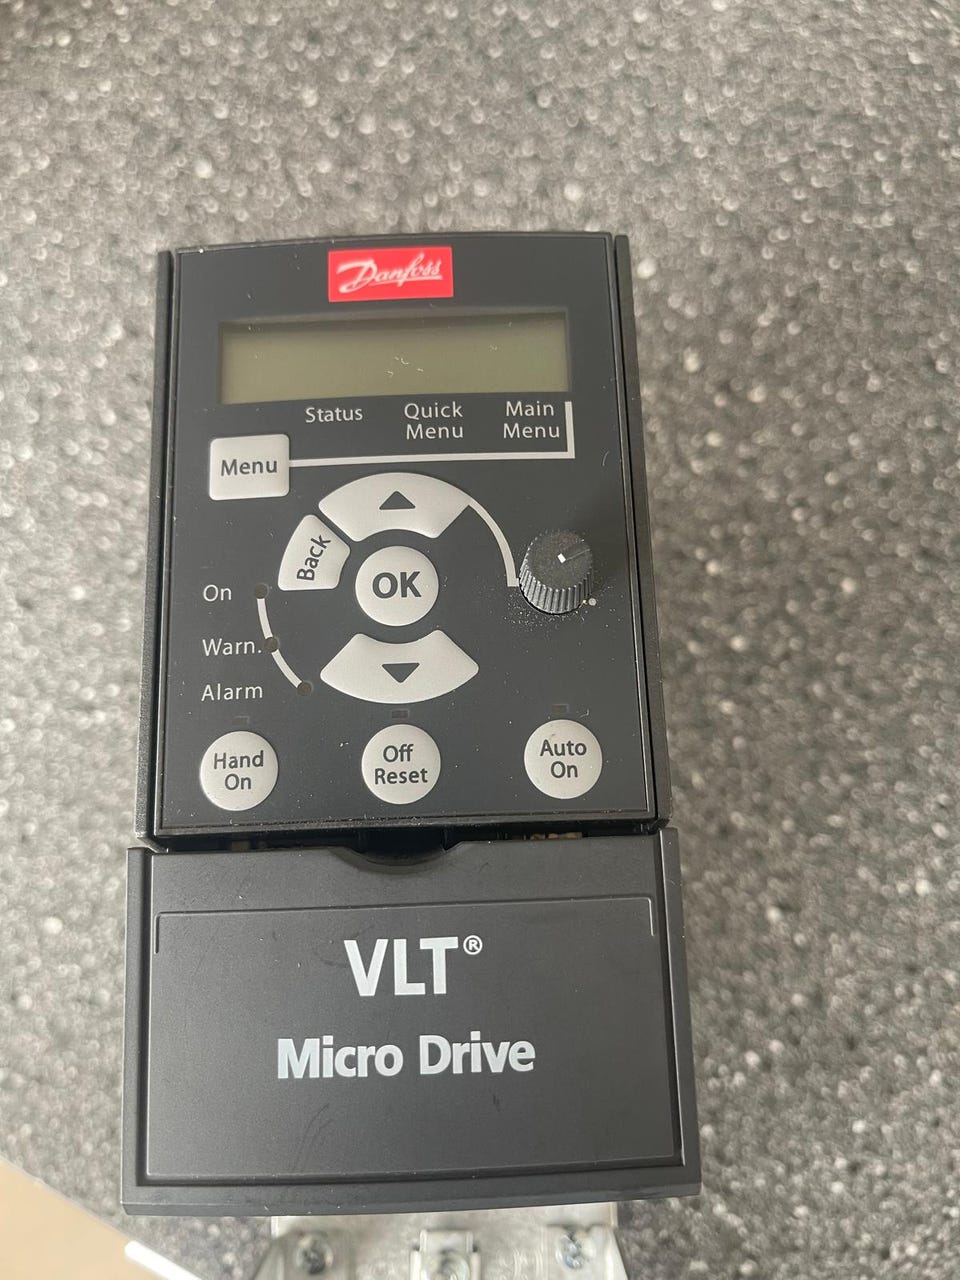 Danfoss
Status
Quick
Menu
Main
Menu
Menu
Back
OK
On
Warn.
Alarm
Hand
On
Off
Reset
Auto
On
VLT®
Micro Drive